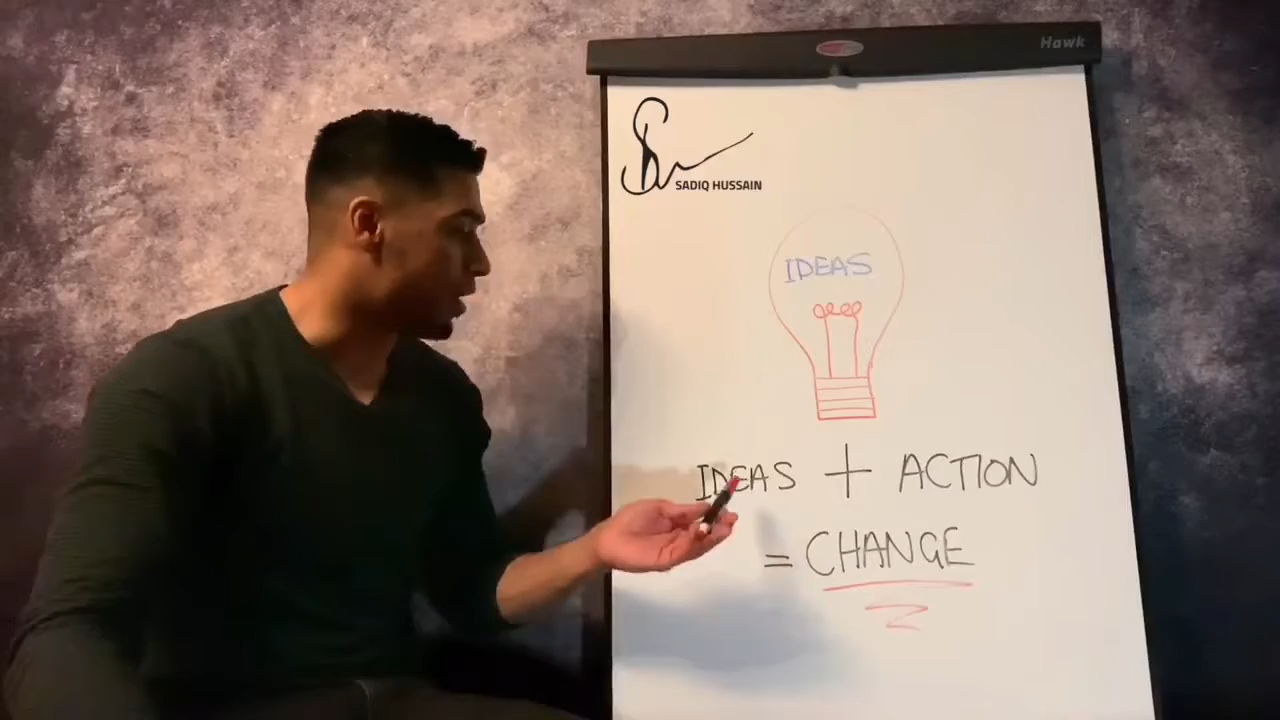 Hawk
SADIQ HUSSAIN
IDEAS
IDEAS + ACTION
= CHANGE